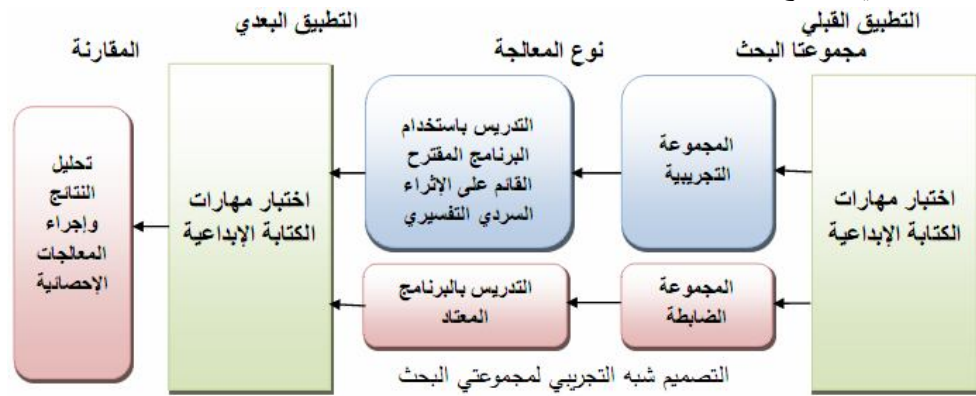 التطبيق القبلي
مجموعتا البحث
نوع المعالجة
التطبيق البعدي
المقارنة
اختبار مهارات
الكتابة الإبداعية
المجموعة
التجريبية
التدريس باستخدام
البرنامج المقترح
القائم على الإثراء
السردي التفسيري
المجموعة
الضابطة
التدريس بالبرنامج
المعتاد
اختبار مهارات
الكتابة الإبداعية
تحليل
النتائج
وإجراء
المعالجات
الإحصائية
التصميم شبه التجريبي لمجموعتي البحث